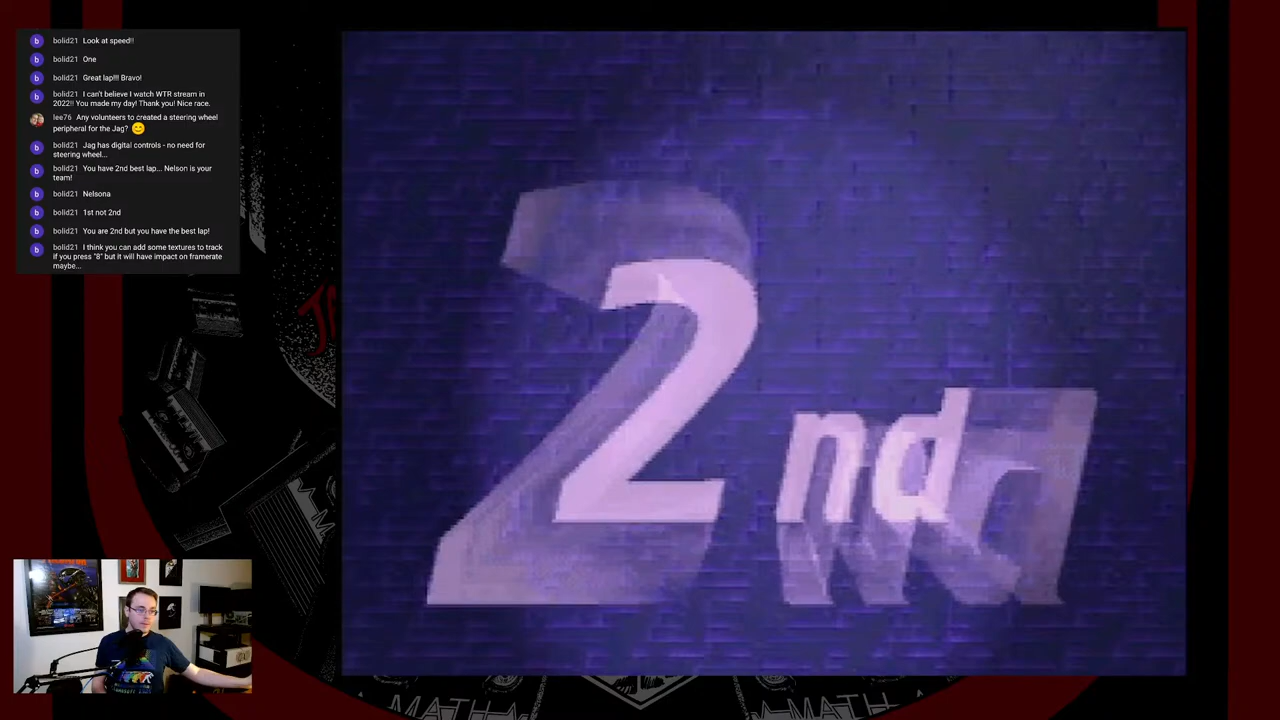 bolid21 Look at speed!!
bolid21 One
bolid21 Great lap!!! Bravo!
bolid21 I can't believe I watch WTR stream in
2022!! You made my day! Thank you! Nice race.
lee76 Any volunteers to created a steering wheel
peripheral for the Jag? 😊
bolid21 Jag has digital controls - no need for
steering wheel...
bolid21 You have 2nd best lap... Nelson is your
team!
bolid21 Nelsona
bolid21 1st not 2nd
bolid21 You are 2nd but you have the best lap!
bolid21 I think you can add some textures to track
if you press "8" but it will have impact on framerate
maybe...
2nd